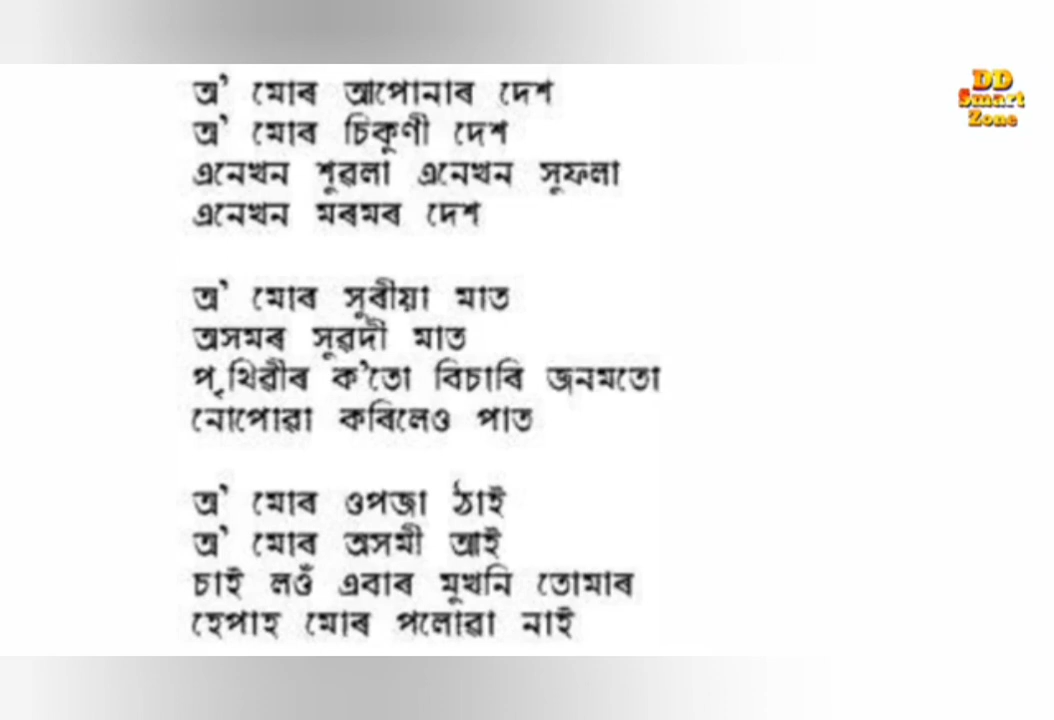 অ' মোৰ আপোনাৰ দেশ
অ' মোৰ চিকুণী দেশ
এনেখন শুৱলা এনেখন সুফলা
এনেখন মৰমৰ দেশ
অ' মোৰ সুৰীয়া মাত
অসমৰ সুৱদী মাত
পৃথিৱীৰ ক'তো বিচাৰি জনমতো
নোপোৱা কৰিলেও পাত
অ' মোৰ ওপজা ঠাই
অ' মোৰ অসমী আই
চাই লওঁ এবাৰ মুখনি তোমাৰ
হেপাহ মোৰ পলোৱা নাই
DD
Smart
Zone